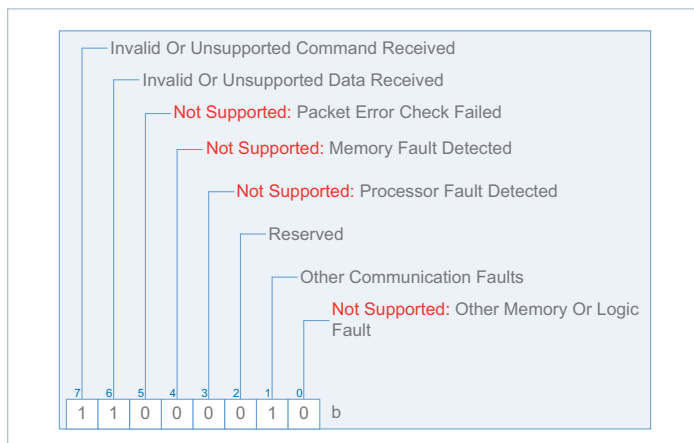 Invalid Or Unsupported Command Received
Invalid Or Unsupported Data Received
Not Supported: Packet Error Check Failed
Not Supported: Memory Fault Detected
Not Supported: Processor Fault Detected
Reserved
Other Communication Faults
Not Supported: Other Memory Or Logic
Fault
7 6 5 4 3 2 1 0
1 1 0 0 0 0 1 0 b